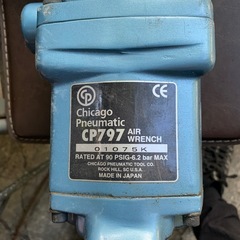 CP
CE
Chicago
Pneumatic
CP797 AIR
WRENCH
01075K
RATED AT 90 PSIG-6.2 bar MAX
CHICAGO PNEUMATIC TOOL CO.
ROCK HILL, SC U.S.A.
MADE IN JAPAN